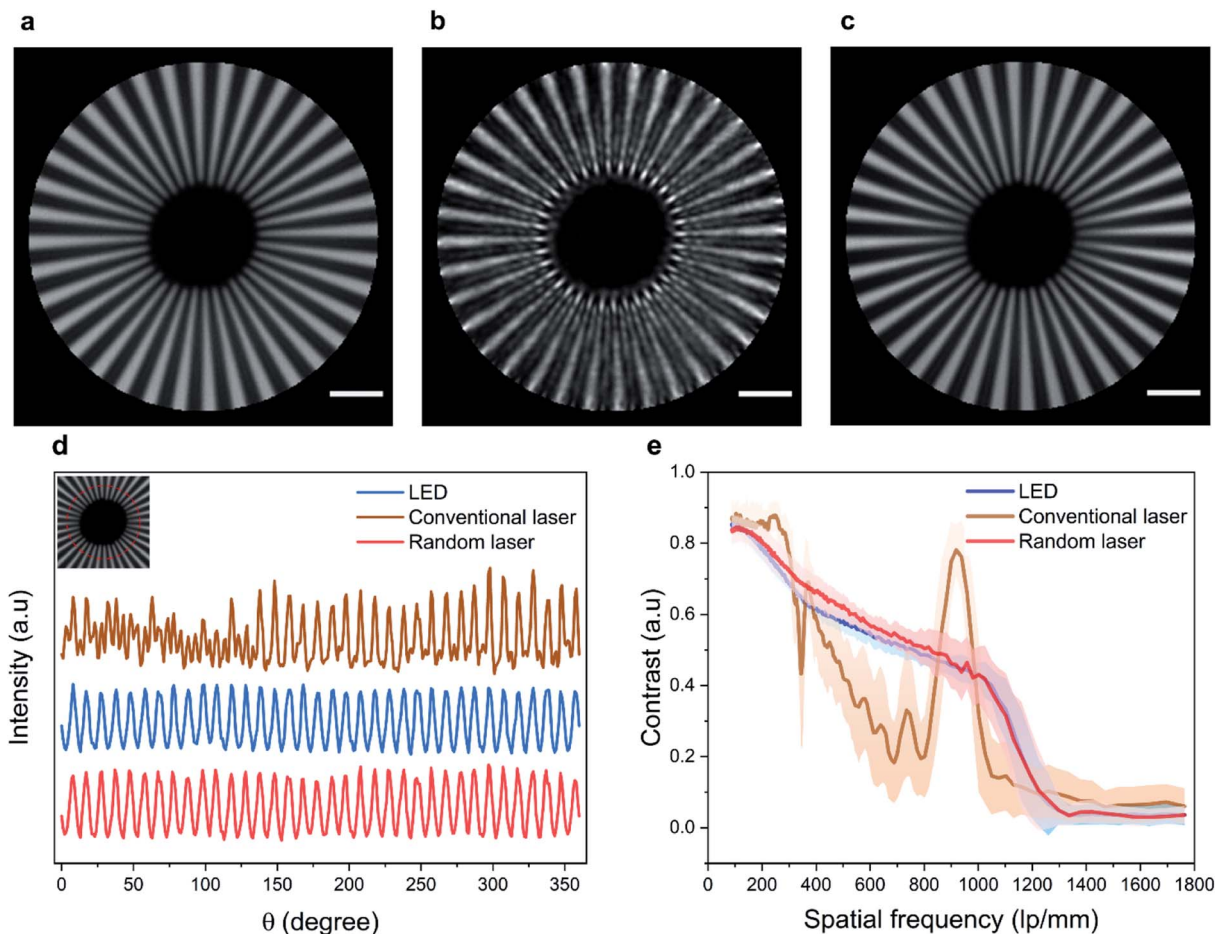 a
b
c
d
LED
Conventional laser
Random laser
Intensity (a.u)
0
50
100
150
200
250
300
350
θ (degree)
e
1.0
0.8
0.6
0.4
0.2
0.0
LED
Conventional laser
Random laser
Contrast (a.u)
0
200
400
600
800
1000
1200
1400
1600
1800
Spatial frequency (lp/mm)